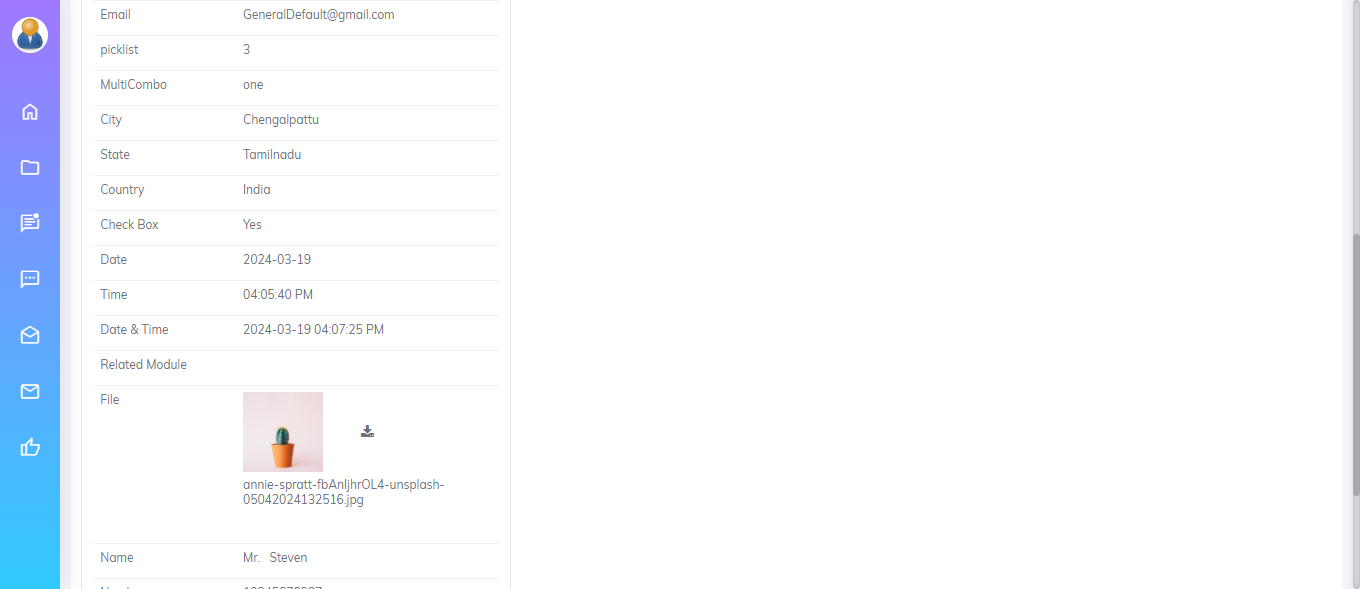 Email GeneralDefault@gmail.com
picklist 3
MultiCombo one
City Chengalpattu
State Tamilnadu
Country India
Check Box Yes
Date 2024-03-19
Time 04:05:40 PM
Date & Time 2024-03-19 04:07:25 PM
Related Module
File
annie-spratt-fbAnIjhrOL4-unsplash-
05042024132516.jpg
Name Mr. Steven